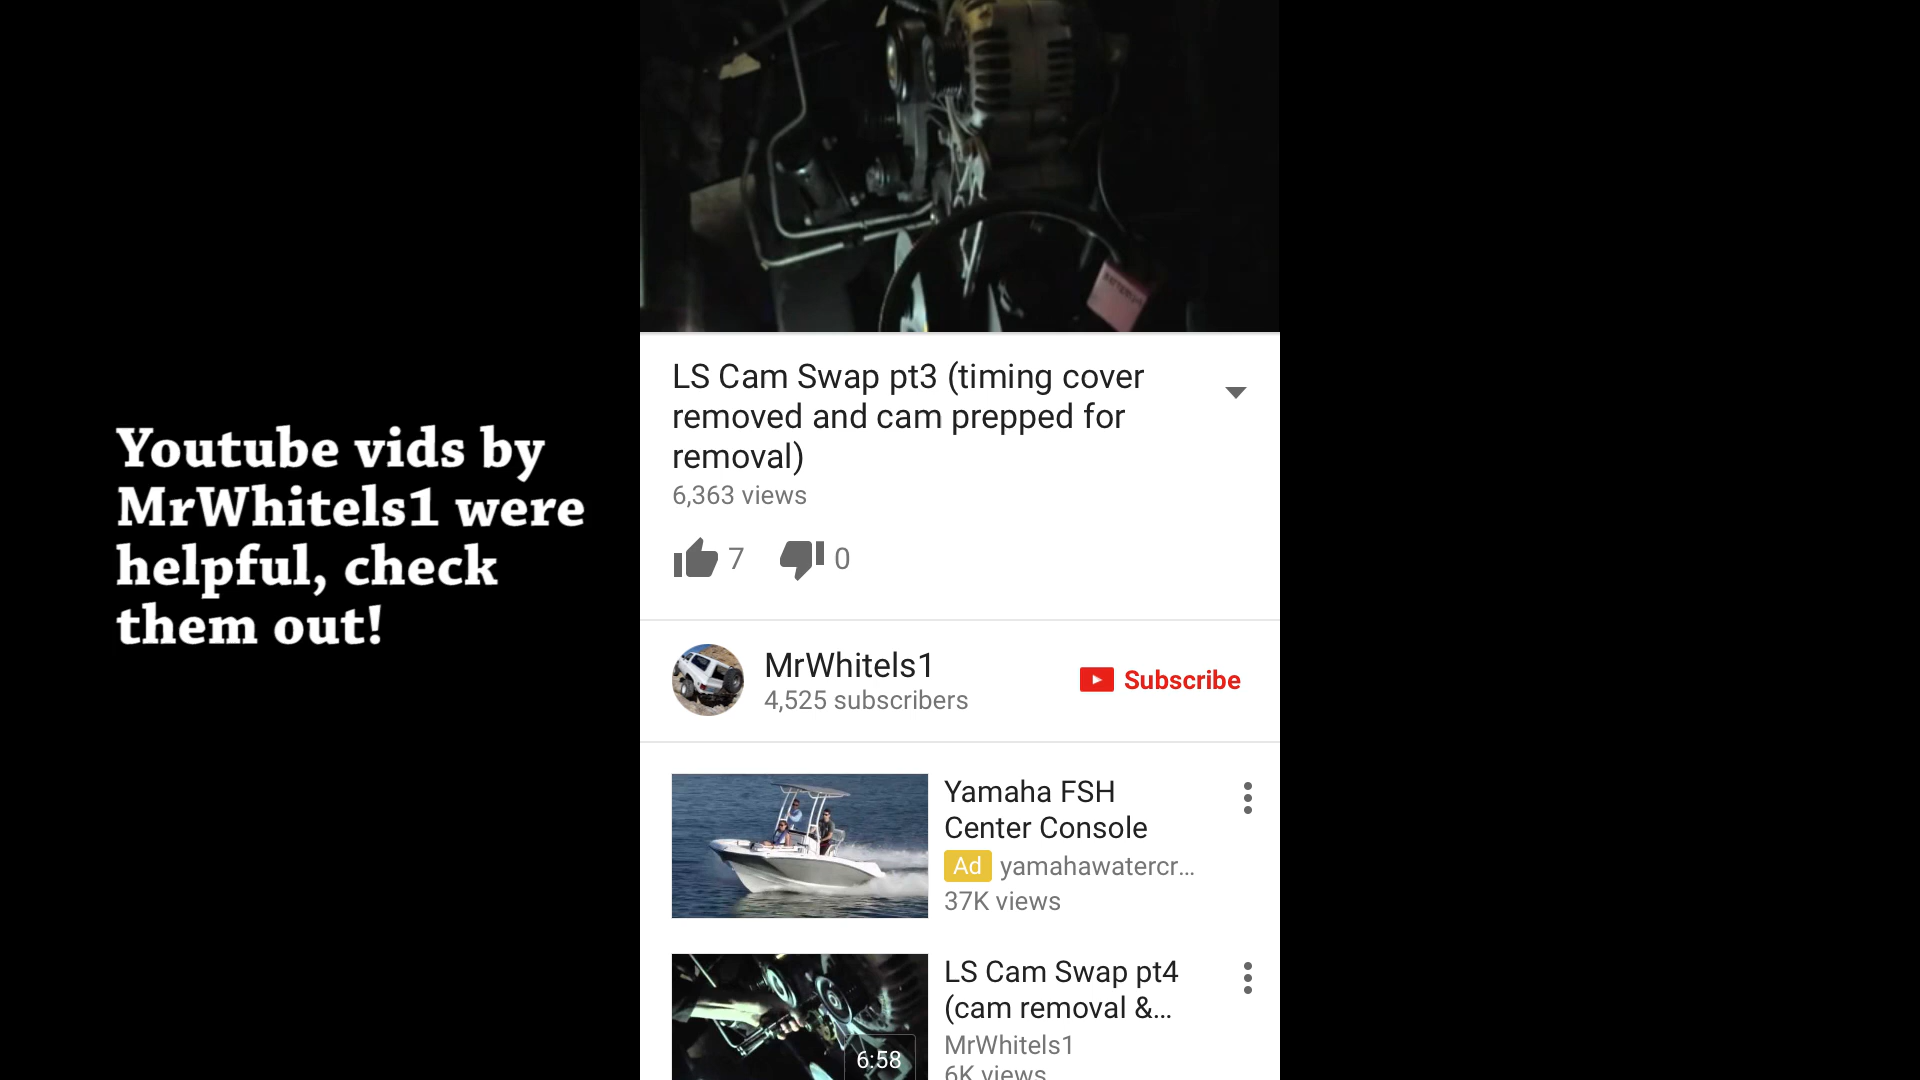 Youtube vids by
MrWhitels1 were
helpful, check
them out!
LS Cam Swap pt3 (timing cover
removed and cam prepped for
removal)
6,363 views
7 0
MrWhitels1
4,525 subscribers
Subscribe
Yamaha FSH
Center Console
Ad yamahawatercr...
37K views
LS Cam Swap pt4
(cam removal &...
MrWhitels1
6K views
6:58